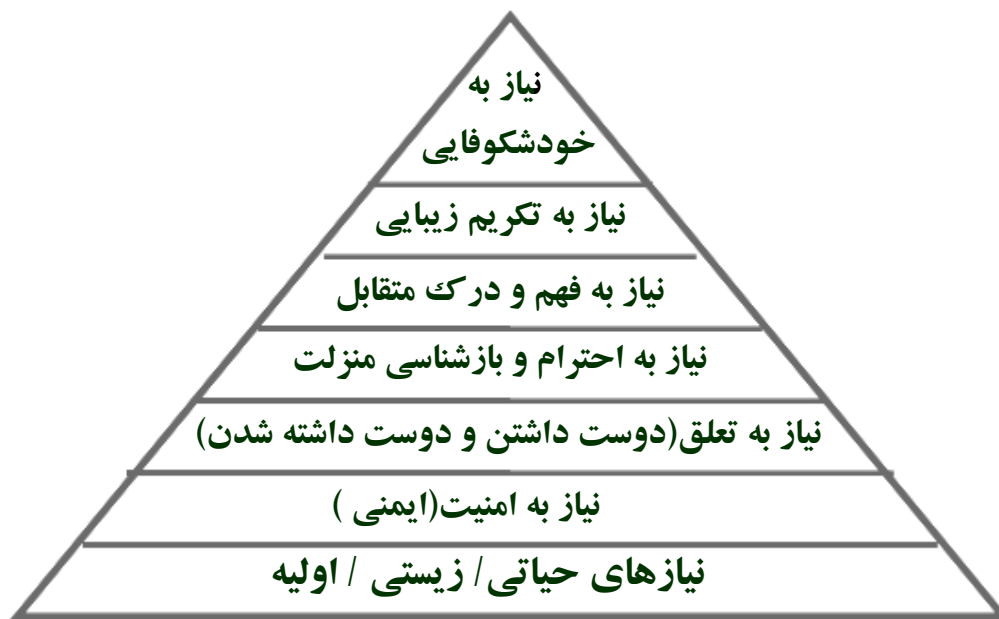 نیاز به
خودشکوفایی
نیاز به تکریم زیبایی
نیاز به فهم و درک متقابل
نیاز به احترام و بازشناسی منزلت
نیاز به تعلق(دوست داشتن و دوست داشته شدن)
نیاز به امنیت(ایمنی )
نیازهای حیاتی/ زیستی / اولیه